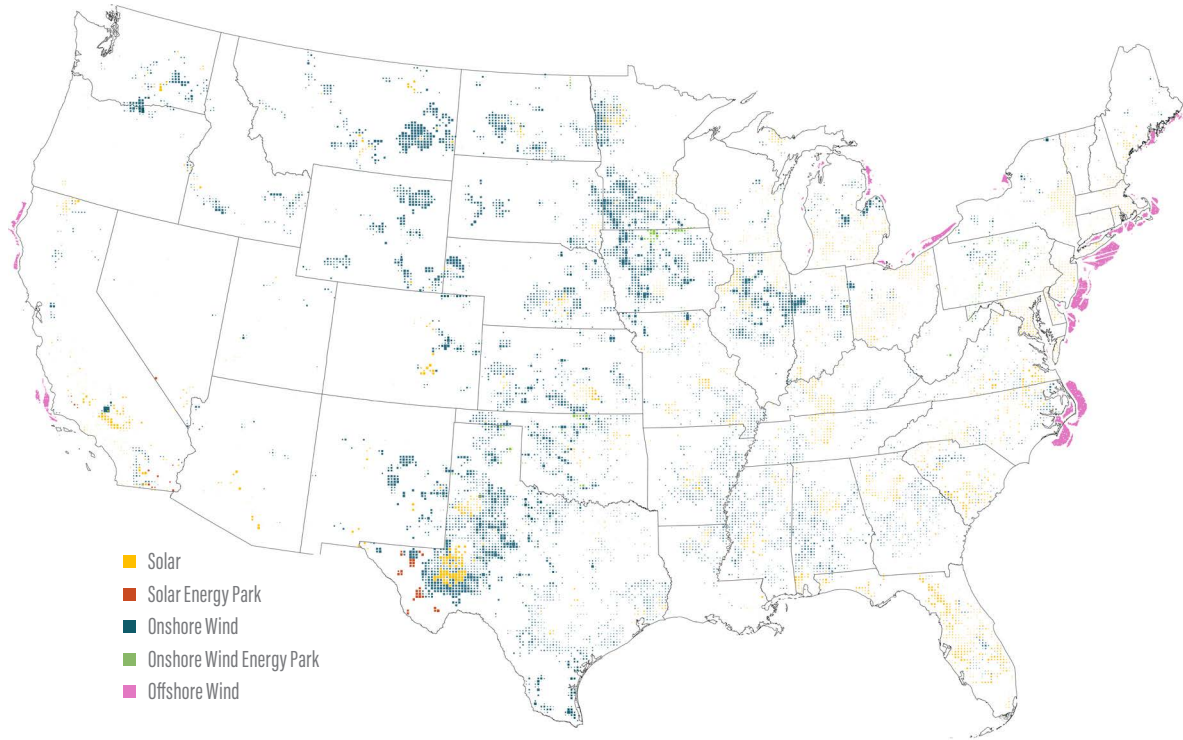 Solar
Solar Energy Park
Onshore Wind
Onshore Wind Energy Park
Offshore Wind